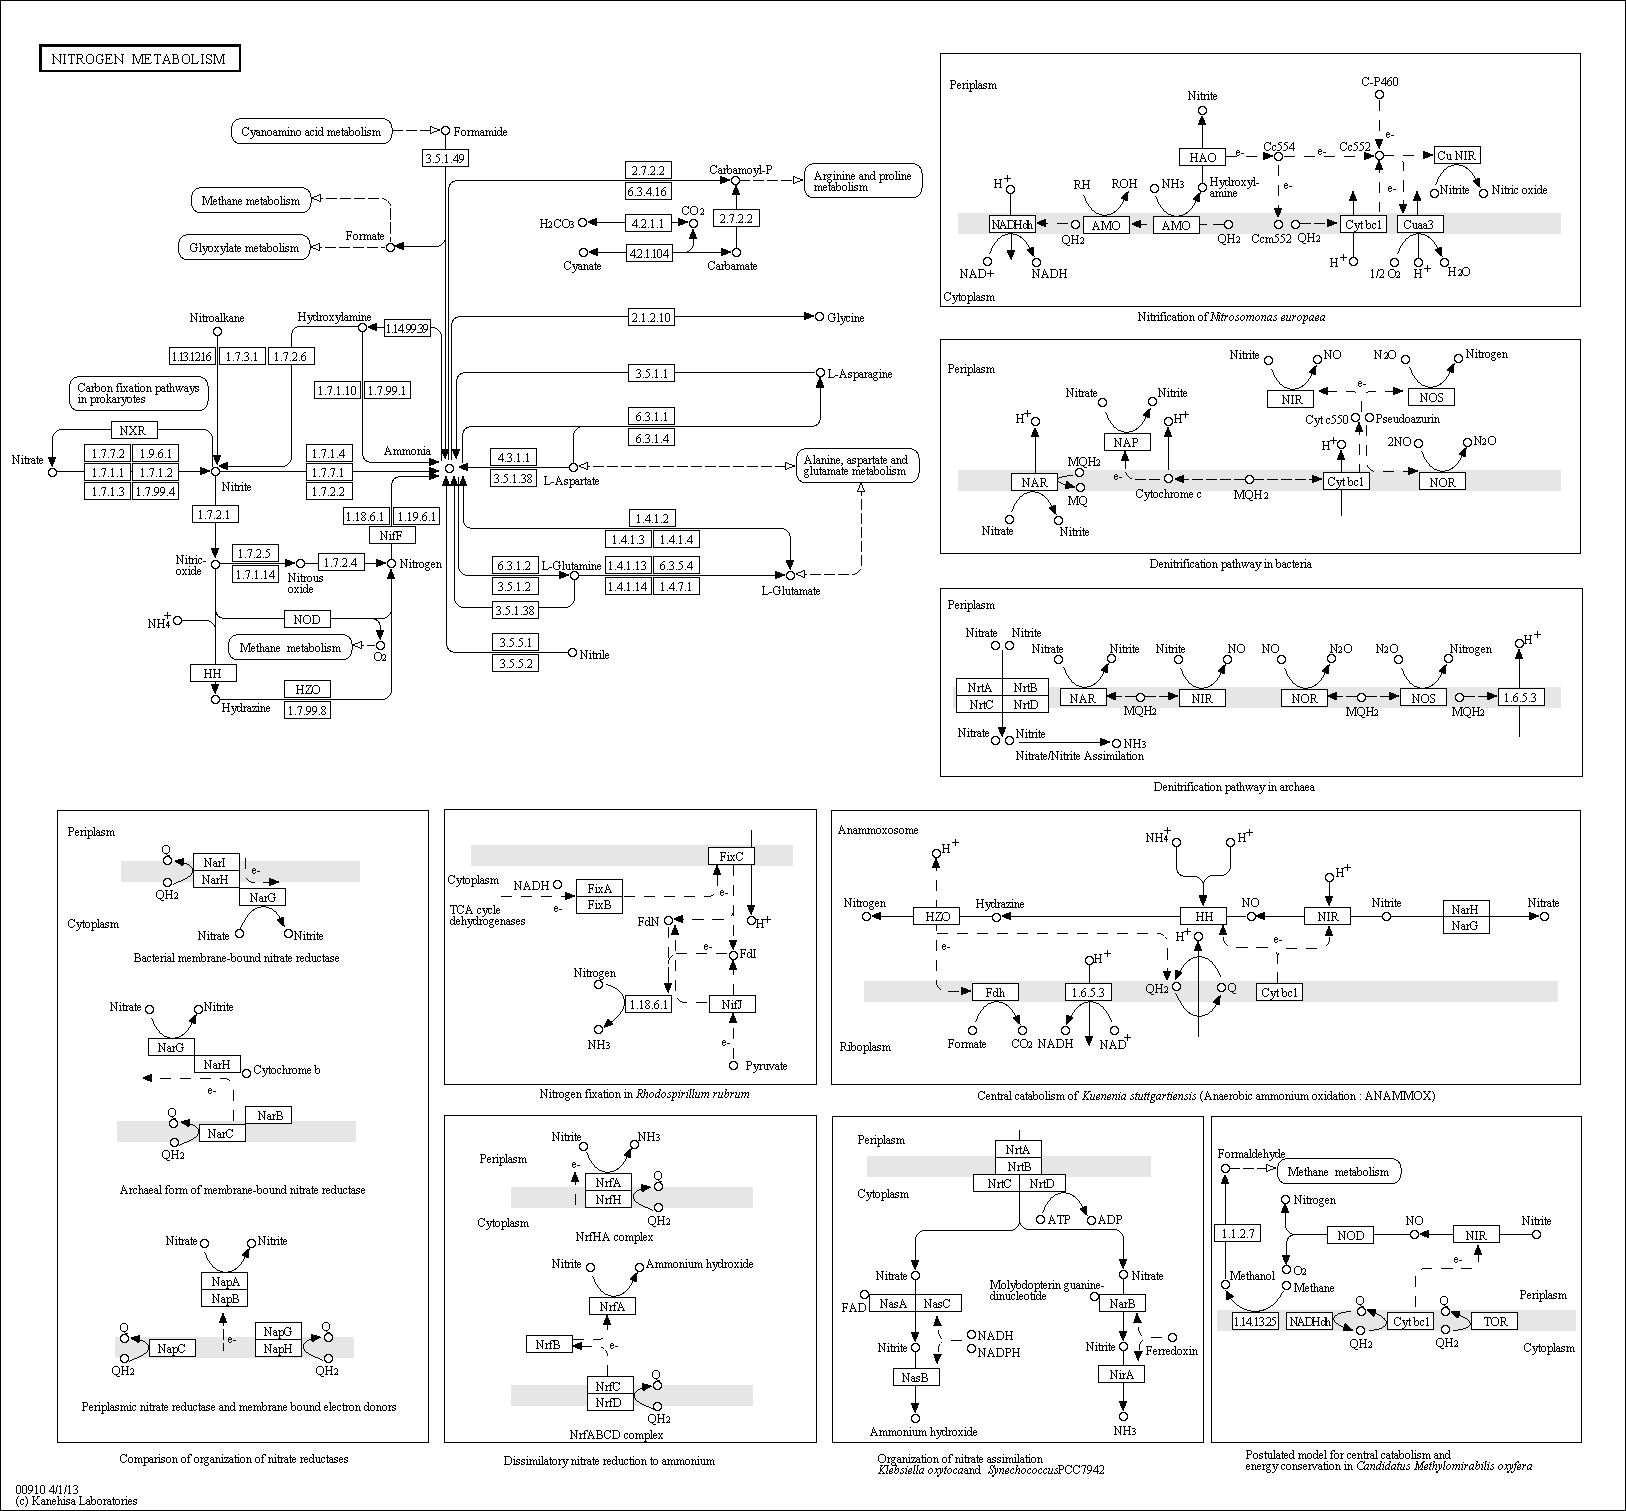 NITROGEN METABOLISM
Cyanoamino acid metabolism
Formamide
3.5.1.49
Methane metabolism
Glyoxylate metabolism
Formate
2.7.2.2
6.3.4.16
Carbamoyl-P
Arginine and proline
metabolism
H2CO3
4.2.1.1
CO2
2.7.2.2
4.2.1.104
Cyanate
Carbamate
Nitroalkane
Hydroxylamine
1.14.99.39
2.1.2.10
Glycine
1.13.12.16
1.7.3.1
1.7.2.6
Carbon fixation pathways
in prokaryotes
1.7.1.10
1.7.99.1
3.5.1.1
L-Asparagine
NXR
6.3.1.1
6.3.1.4
Nitrate
1.7.7.2
1.9.6.1
1.7.1.1
1.7.1.2
1.7.1.3
1.7.99.4
Nitrite
1.7.1.4
1.7.7.1
1.7.2.2
Ammonia
4.3.1.1
3.5.1.38
L-Aspartate
Alanine, aspartate and
glutamate metabolism
1.7.2.1
1.18.6.1
1.19.6.1
NifF
1.4.1.2
1.4.1.3
1.4.1.4
Nitric-
oxide
1.7.2.5
1.7.1.14
Nitrous
oxide
1.7.2.4
Nitrogen
6.3.1.2
3.5.1.2
3.5.1.38
L-Glutamine
1.4.1.13
6.3.5.4
1.4.1.14
1.4.7.1
L-Glutamate
NH4+
NOD
Methane metabolism
O2
3.5.5.1
3.5.5.2
Nitrile
HH
HZO
1.7.99.8
Hydrazine
Periplasm
C-P460
Nitrite
e-
HAO
e-
Cc554
e-
Cc552
Cu NIR
H+
RH
ROH
NH3
Hydroxyl-
amine
e-
e-
Nitrite
Nitric oxide
NADHdh
QH2
AMO
AMO
QH2
Ccm552
QH2
Cyt bc1
Cuaa3
NAD+
NADH
H+
1/2 O2
H+
H2O
Cytoplasm
Nitrification of Nitrosomonas europaea
Periplasm
Nitrite
NO
N2O
Nitrogen
Nitrate
Nitrite
NIR
e-
NOS
H+
H+
Cyt c550
Pseudoazurin
NAP
H+
2NO
N2O
MQH2
NAR
MQ
e-
Cytochrome c
MQH2
Cyt bc1
NOR
Nitrate
Nitrite
Denitrification pathway in bacteria
Periplasm
Nitrate
Nitrite
Nitrate
Nitrite
Nitrite
NO
NO
N2O
N2O
Nitrogen
H+
NrtA
NrtB
NrtC
NrtD
NAR
MQH2
NIR
NOR
MQH2
NOS
MQH2
1.6.5.3
Nitrate
Nitrite
NH3
Nitrate/Nitrite Assimilation
Denitrification pathway in archaea
Periplasm
Q
NarI
NarH
e-
QH2
NarG
Cytoplasm
Nitrate
Nitrite
Bacterial membrane-bound nitrate reductase
Nitrate
Nitrite
NarG
NarH
Cytochrome b
e-
Q
NarB
NarC
QH2
Archaeal form of membrane-bound nitrate reductase
Nitrate
Nitrite
NapA
NapB
Q
NapC
QH2
e-
NapG
NapH
Q
QH2
Periplasmic nitrate reductase and membrane bound electron donors
Comparison of organization of nitrate reductases
FixC
Cytoplasm
NADH
FixA
FixB
e-
e-
TCA cycle
dehydrogenases
FdN
H+
e-
FdI
Nitrogen
1.18.6.1
NifJ
NH3
e-
Pyruvate
Nitrogen fixation in Rhodospirillum rubrum
Anammoxosome
H+
NH4+
H+
H+
Nitrogen
HZO
Hydrazine
HH
NO
NIR
Nitrite
NarH
NarG
Nitrate
e-
H+
e-
H+
Fdh
1.6.5.3
QH2
Q
Cyt bc1
Formate
CO2
NADH
NAD+
Riboplasm
Central catabolism of Kuenenia stuttgartiensis (Anaerobic ammonium oxidation : ANAMMOX)
Nitrite
NH3
Periplasm
e-
NrfA
NrfH
Q
QH2
Cytoplasm
NrfHA complex
Nitrite
Ammonium hydroxide
NrfA
NrfB
e-
NrfC
NrfD
Q
QH2
NrfABCD complex
Dissimilatory nitrate reduction to ammonium
Periplasm
NrtA
NrtB
NrtC
NrtD
Cytoplasm
ATP
ADP
Nitrate
Nitrate
Molybdopterin guanine-
dinucleotide
FAD
NasA
NasC
NarB
NADH
NADPH
Nitrite
Nitrite
Ferredoxin
NasB
NirA
Ammonium hydroxide
NH3
Organization of nitrate assimilation
Klebsiella oxytocaand SynechococcusPCC7942
Formaldehyde
Methane metabolism
Nitrogen
1.1.2.7
NOD
NO
NIR
Nitrite
e-
Methanol
O2
Methane
Periplasm
1.14.13.25
NADHdh
Q
QH2
Cyt bc1
Q
QH2
TOR
Cytoplasm
Postulated model for central catabolism and
energy conservation in Candidatus Methylomirabilis oxyfera
00910 4/1/13
(c) Kanehisa Laboratories